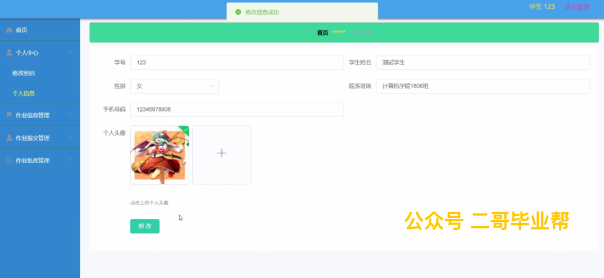 修改信息成功
学生 123
退出登录
首页
首页
个人中心
修改密码
个人信息
作业信息管理
作业提交管理
作业批改管理
学号 123 学生姓名 测试学生
性别 女 院系班级 计算机学院1808班
手机号码 12345678908
个人头像
点击上传个人头像
修 改
公众号 二哥毕业帮